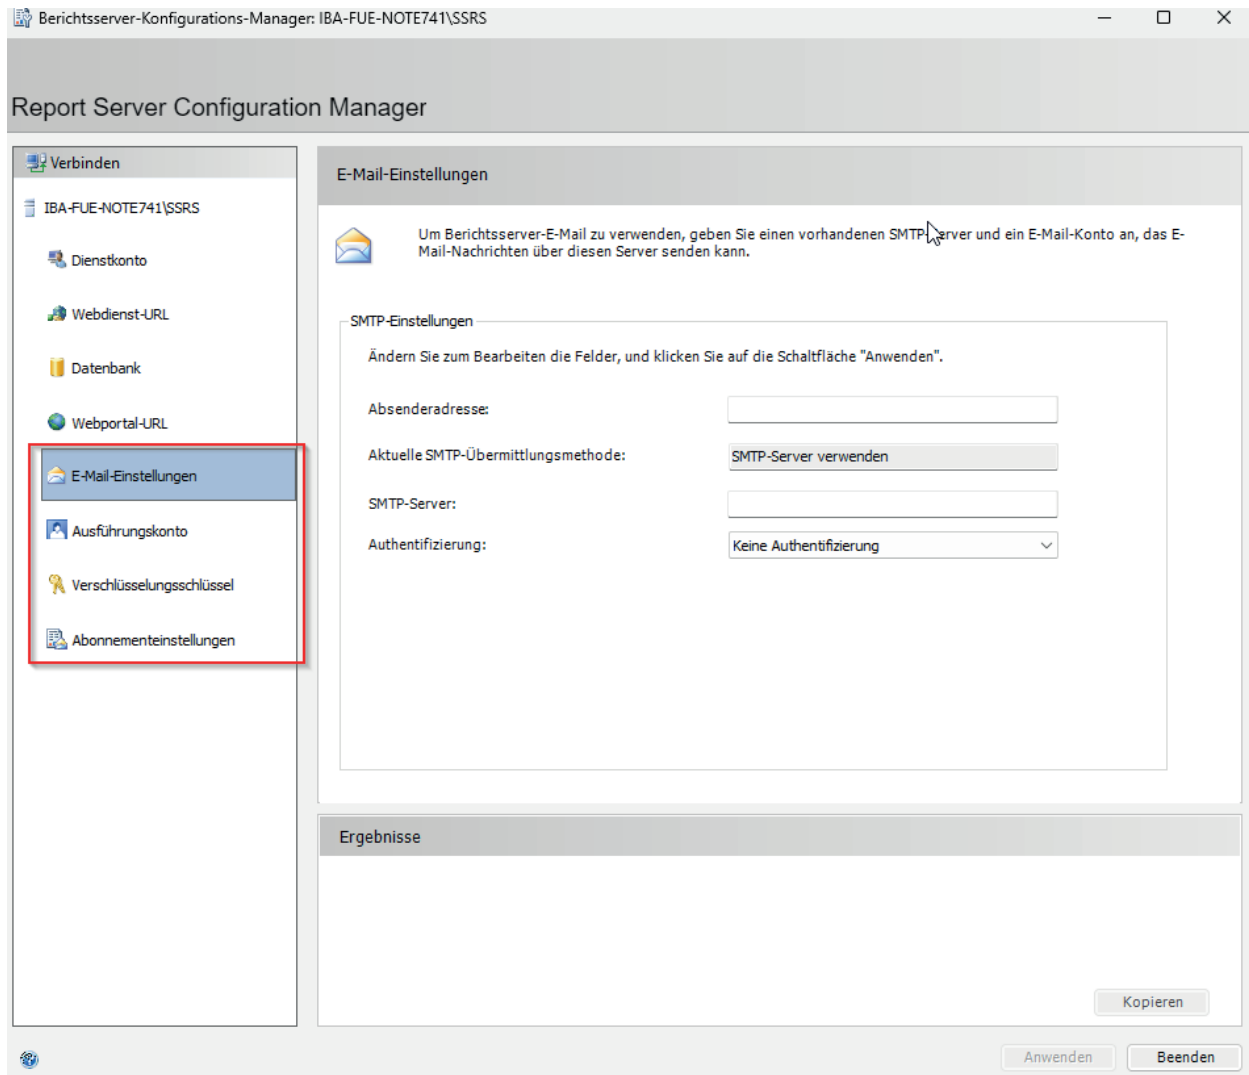 Berichtsserver-Konfigurations-Manager: IBA-FUE-NOTE741\SSRS
Report Server Configuration Manager
Verbinden
IBA-FUE-NOTE741\SSRS
Dienstkonto
Webdienst-URL
Datenbank
Webportal-URL
E-Mail-Einstellungen
Ausführungskonto
Verschlüsselungsschlüssel
Abonnementeinstellungen
E-Mail-Einstellungen
Um Berichtsserver-E-Mail zu verwenden, geben Sie einen vorhandenen SMTP-Server und ein E-Mail-Konto an, das E-
Mail-Nachrichten über diesen Server senden kann.
SMTP-Einstellungen
Ändern Sie zum Bearbeiten die Felder, und klicken Sie auf die Schaltfläche "Anwenden".
Absenderadresse:
Aktuelle SMTP-Übermittlungsmethode: SMTP-Server verwenden
SMTP-Server:
Authentifizierung: Keine Authentifizierung
Ergebnisse
Kopieren
Anwenden Beenden